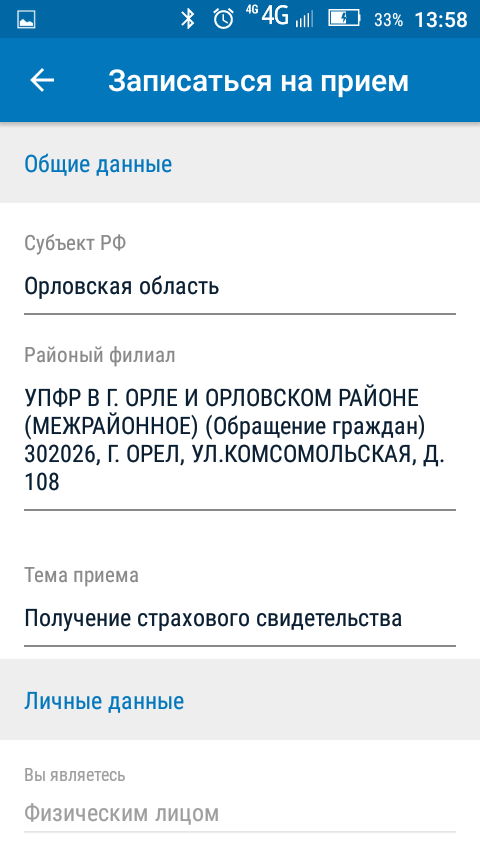 4G 4G 33% 13:58
Записаться на прием
Общие данные
Субъект РФ
Орловская область
Районый филиал
УПФР В Г. ОРЛЕ И ОРЛОВСКОМ РАЙОНЕ
(МЕЖРАЙОННОЕ) (Обращение граждан)
302026, Г. ОРЕЛ, УЛ.КОМСОМОЛЬСКАЯ, Д.
108
Тема приема
Получение страхового свидетельства
Личные данные
Вы являетесь
Физическим лицом